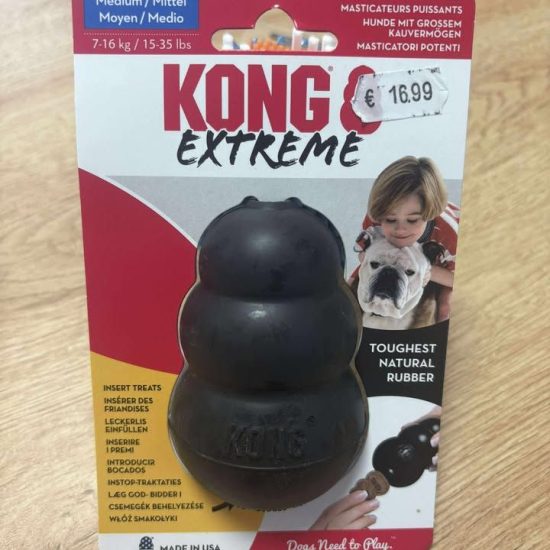 Medium / Mittel
Moyen / Medio
7-16 kg / 15-35 lbs
MASTICATEURS PUISSANTS
HUNDE MIT GROSSEM
KAUVERMÖGEN
MASTICATORI POTENTI
€ 16.99
KONG
EXTREME
TOUGHEST
NATURAL
RUBBER
INSERT TREATS
INSÉRER DES
FRIANDISES
LECKERLIS
EINFÜLLEN
INSERIRE
I PREMI
INTRODUCIR
BOCADOS
INSTOP-TRAKTATIES
LÆG GOD- BIDDER I
CSEMEGÉK BEHELYEZÉSE
WŁÓŻ SMAKOŁYKI
KONG
MADE IN USA
Dogs Need to Play.™